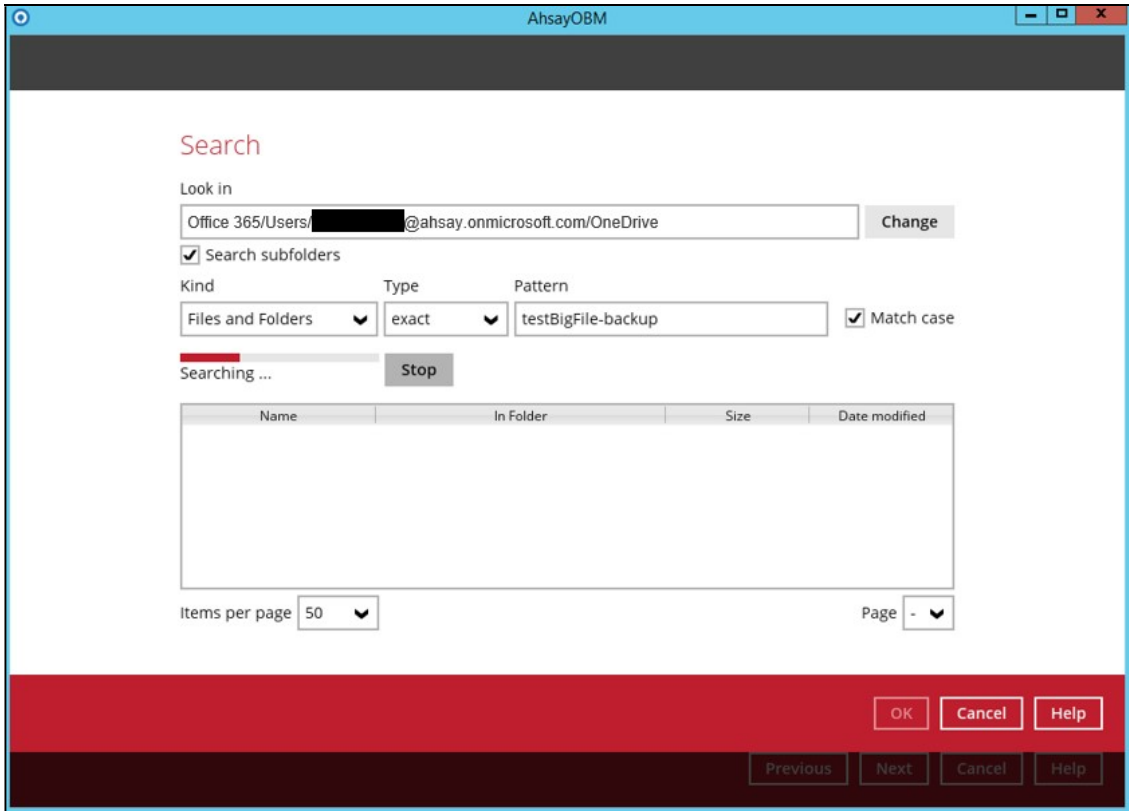 AhsayOBM
Search
Look in
Office 365/Users/ @ahsay.onmicrosoft.com/OneDrive Change
Search subfolders
Kind Type Pattern
Files and Folders exact testBigFile-backup Match case
Searching ... Stop
Name In Folder Size Date modified
Items per page 50 Page -
OK Cancel Help
Previous Next Cancel Help